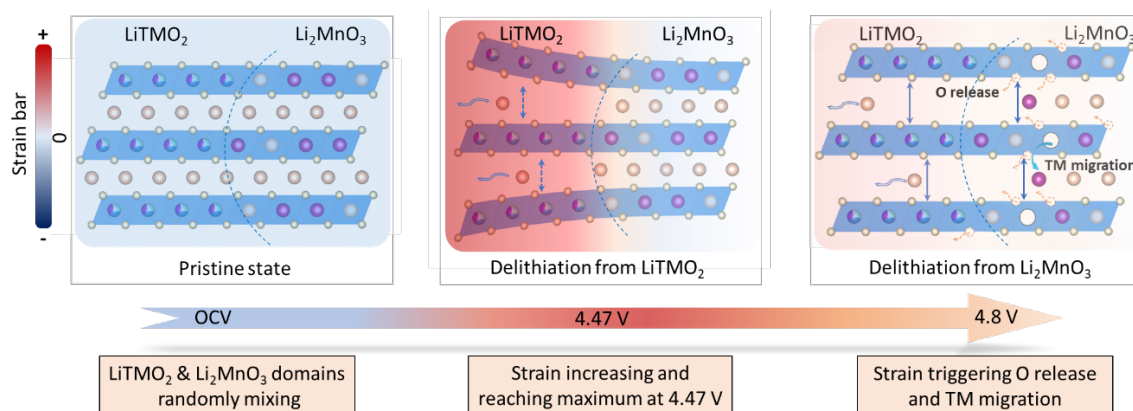 +
Strain bar
0
-
LiTMO₂
Li₂MnO₃
Pristine state
LiTMO₂
Li₂MnO₃
Delithiation from LiTMO₂
LiTMO₂
Li₂MnO₃
O release
TM migration
Delithiation from Li₂MnO₃
OCV
4.47 V
4.8 V
LiTMO₂ & Li₂MnO₃ domains
randomly mixing
Strain increasing and
reaching maximum at 4.47 V
Strain triggering O release
and TM migration